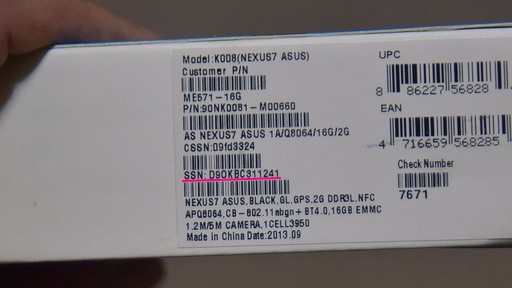 Model:K008(NEXUS7 ASUS)
Customer P/N
ME571-16G
P/N:90NK0081-M00660
AS NEXUS7 ASUS 1A/Q8064/16G/2G
CSSN:09fd3324
SSN: D9OKBC311241
NEXUS7 ASUS,BLACK,GL,GPS,2G DDR3L,NFC
APQ8064,CB-802.11abgn+BT4.0,16GB EMMC
1.2M/5M CAMERA,1CELL3950
Made in China Date:2013.09
UPC
8 86227 56828
EAN
4 716659 568285
Check Number
7671